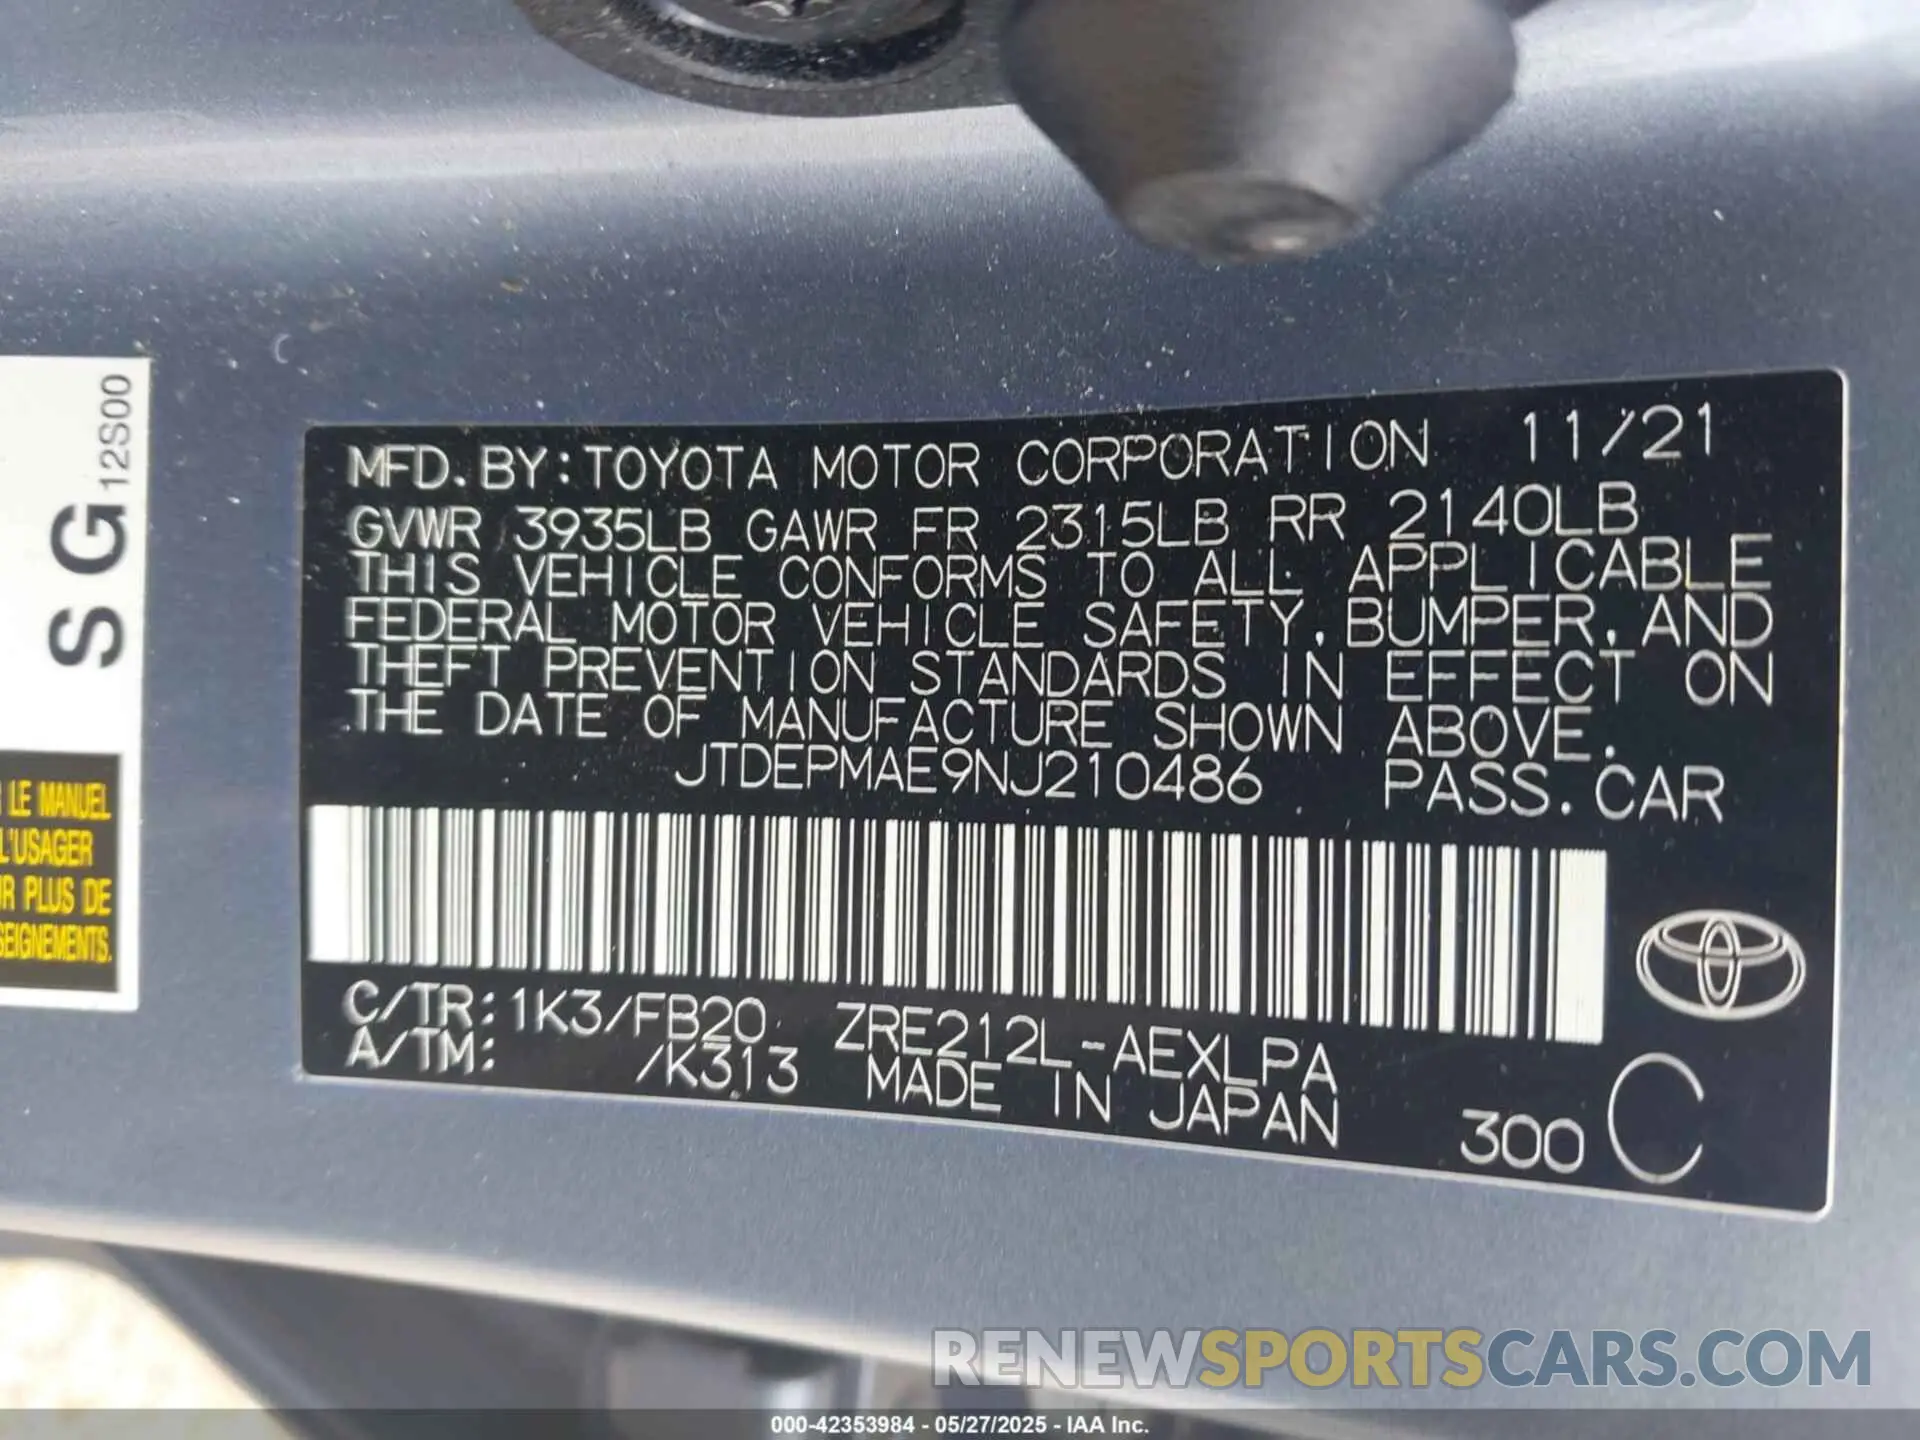 MFD. BY: TOYOTA MOTOR CORPORATION 11/21
GVWR 3935LB GAWR FR 2315LB RR 2140LB
THIS VEHICLE CONFORMS TO ALL APPLICABLE
FEDERAL MOTOR VEHICLE SAFETY, BUMPER, AND
THEFT PREVENTION STANDARDS IN EFFECT ON
THE DATE OF MANUFACTURE SHOWN ABOVE.
JTDEPMAE9NJ210486 PASS. CAR
C/TR: 1K3/FB20 ZRE212L-AEXLPA
A/TM: /K313 MADE IN JAPAN 300 C
SG 12S00
LE MANUEL
L'USAGER
PLUS DE
RENEWSPORTSCARS.COM
000-42353984 - 05/27/2025 - IAA Inc.